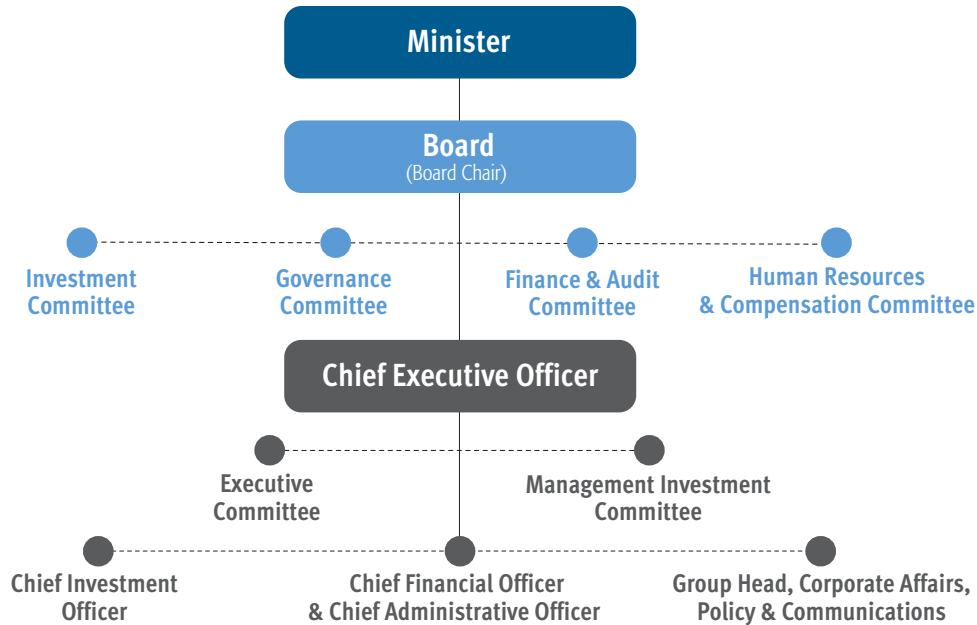 Minister
Board
(Board Chair)
Investment
Committee
Governance
Committee
Finance & Audit
Committee
Human Resources
& Compensation Committee
Chief Executive Officer
Executive
Committee
Management Investment
Committee
Chief Investment
Officer
Chief Financial Officer
& Chief Administrative Officer
Group Head, Corporate Affairs,
Policy & Communications